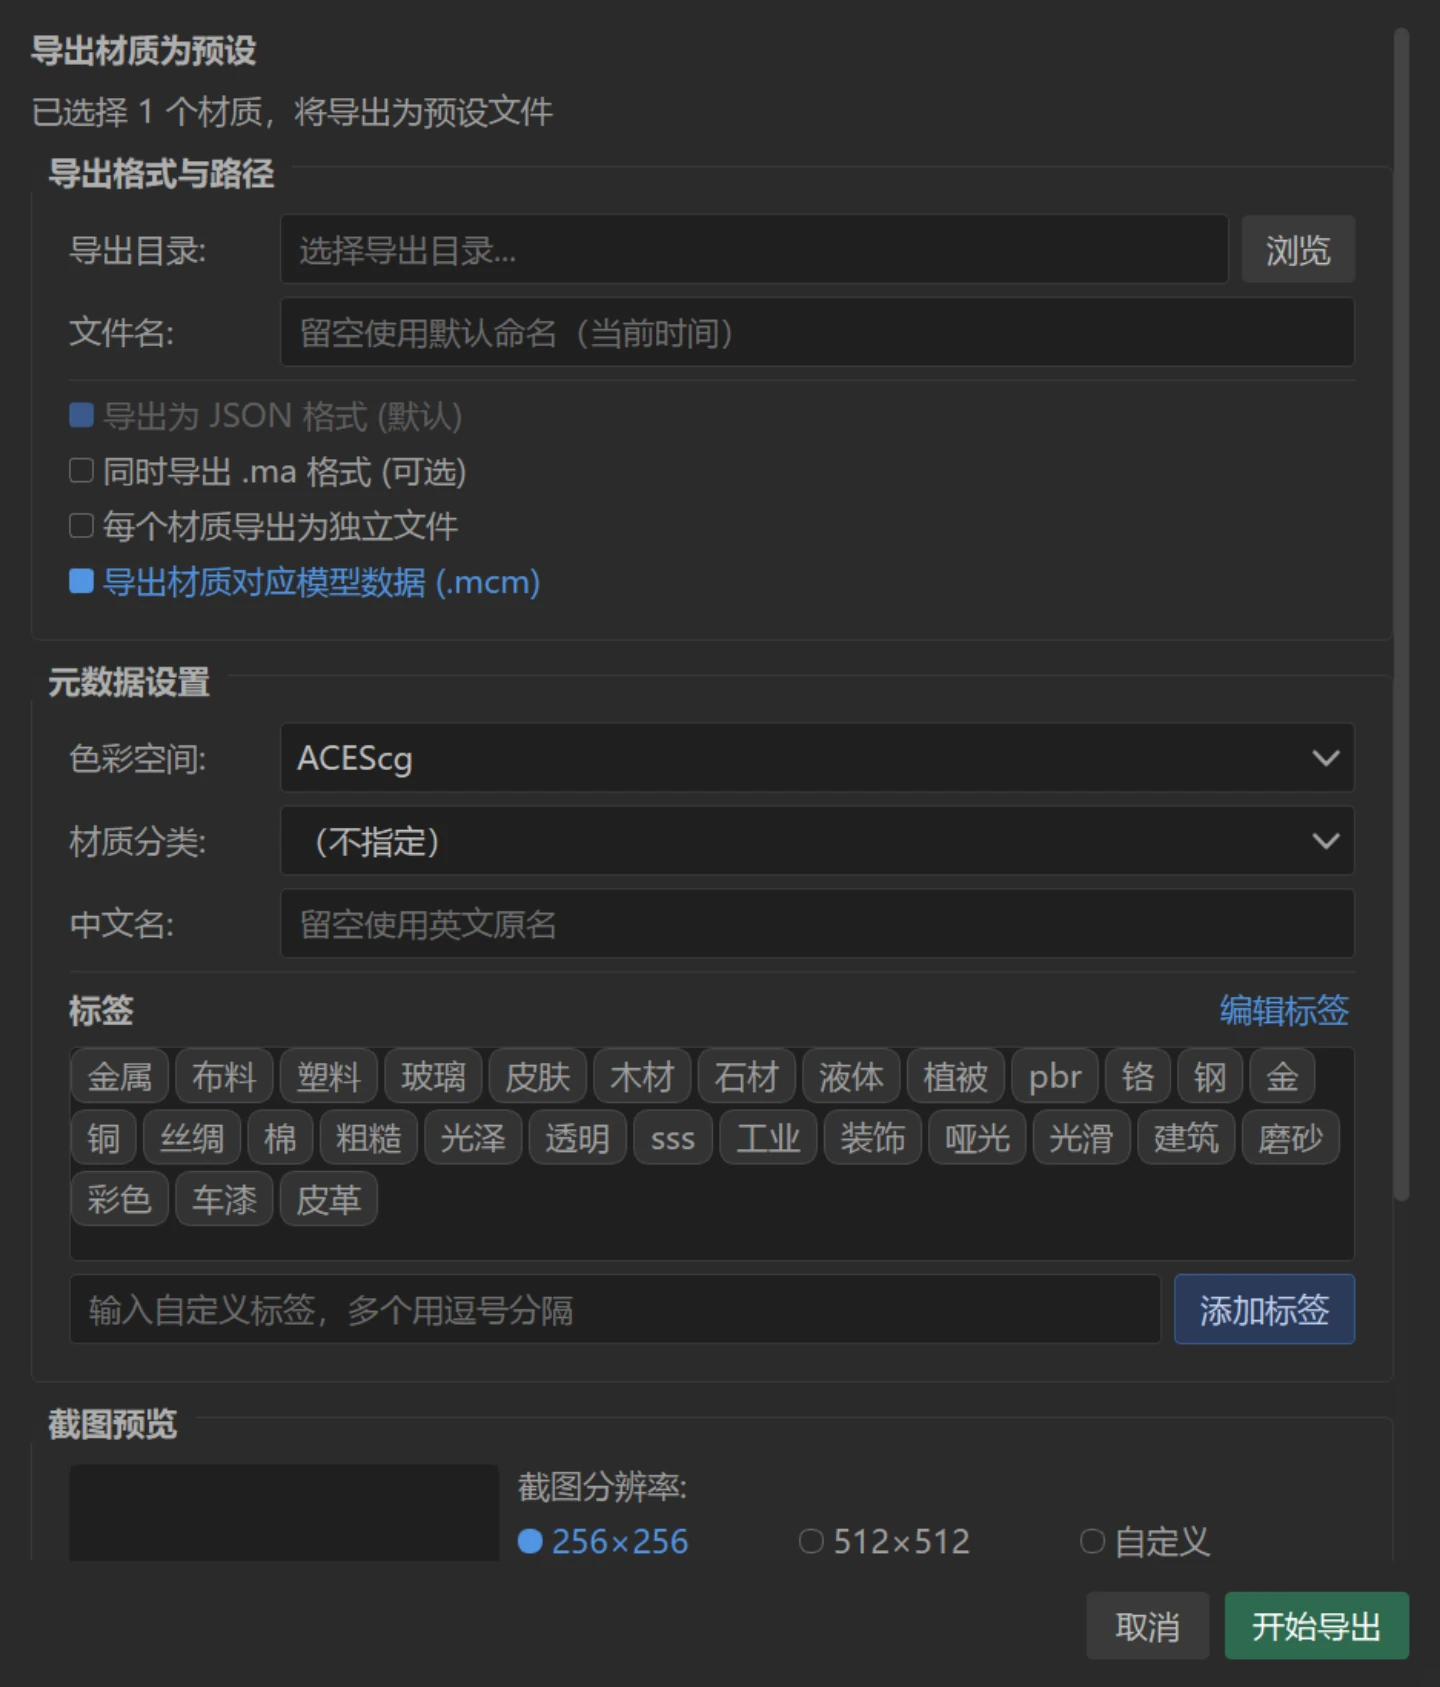 导出材质为预设
已选择 1 个材质，将导出为预设文件
导出格式与路径
导出目录: 选择导出目录... 浏览
文件名: 留空使用默认命名（当前时间）
导出为 JSON 格式 (默认)
同时导出 .ma 格式 (可选)
每个材质导出为独立文件
导出材质对应模型数据 (.mcm)
元数据设置
色彩空间: ACEScg
材质分类: （不指定）
中文名: 留空使用英文原名
标签 编辑标签
金属 布料 塑料 玻璃 皮肤 木材 石材 液体 植被 pbr 铬 钢 金
铜 丝绸 棉 粗糙 光泽 透明 sss 工业 装饰 哑光 光滑 建筑 磨砂
彩色 车漆 皮革
输入自定义标签，多个用逗号分隔 添加标签
截图预览
截图分辨率:
256×256 512×512 自定义
取消 开始导出